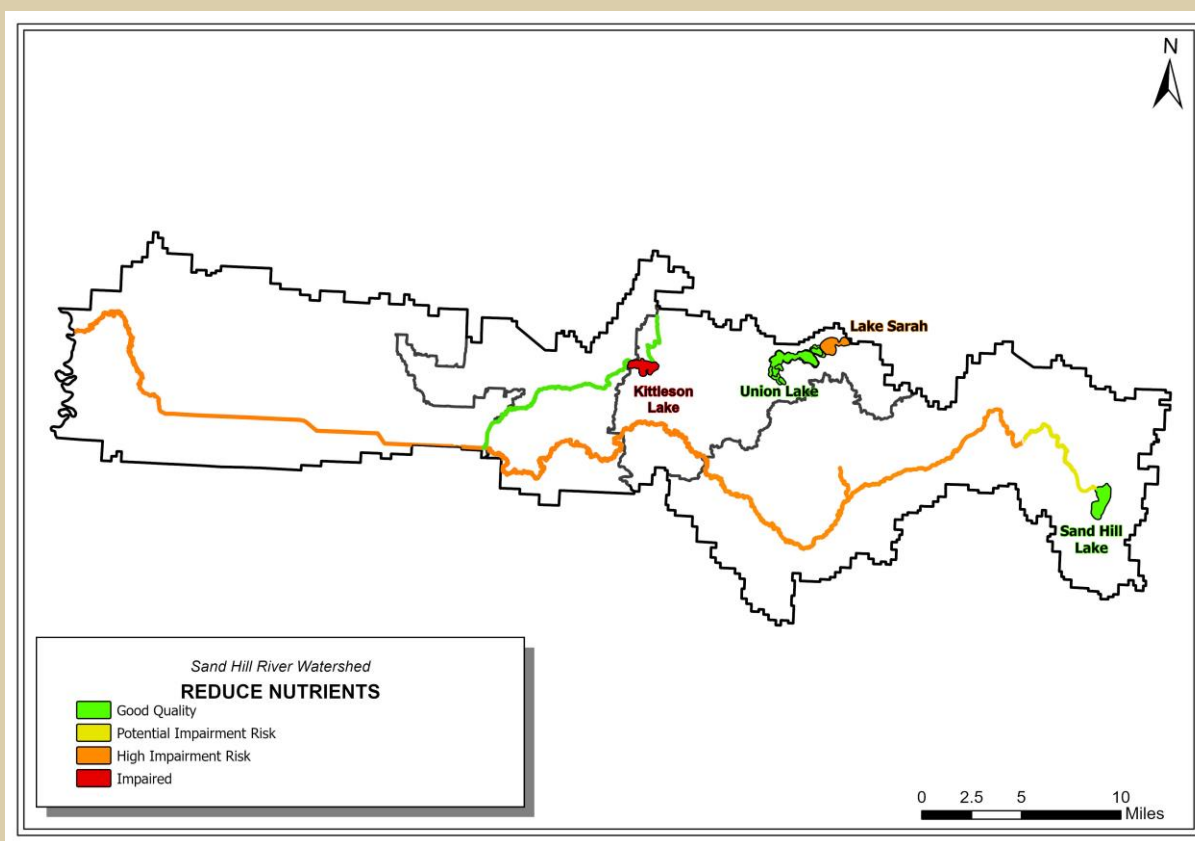 N
Lake Sarah
Union Lake
Kittleson
Lake
Sand Hill
Lake
Sand Hill River Watershed
REDUCE NUTRIENTS
Good Quality
Potential Impairment Risk
High Impairment Risk
Impaired
0 2.5 5 10
Miles